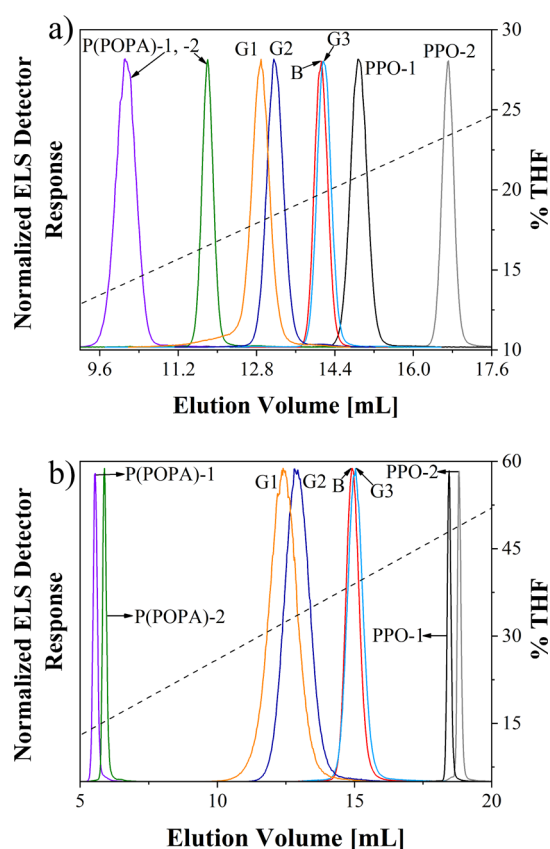 a)
P(POPA)-1, -2
G1
G2
G3
B
PPO-1
PPO-2
Normalized ELS Detector
Response
30
25
20
15
10
% THF
9.6 11.2 12.8 14.4 16.0 17.6
Elution Volume [mL]
b)
P(POPA)-1
G1
G2
B
G3
PPO-2
P(POPA)-2
PPO-1
Normalized ELS Detector
Response
60
45
30
15
% THF
5 10 15 20
Elution Volume [mL]